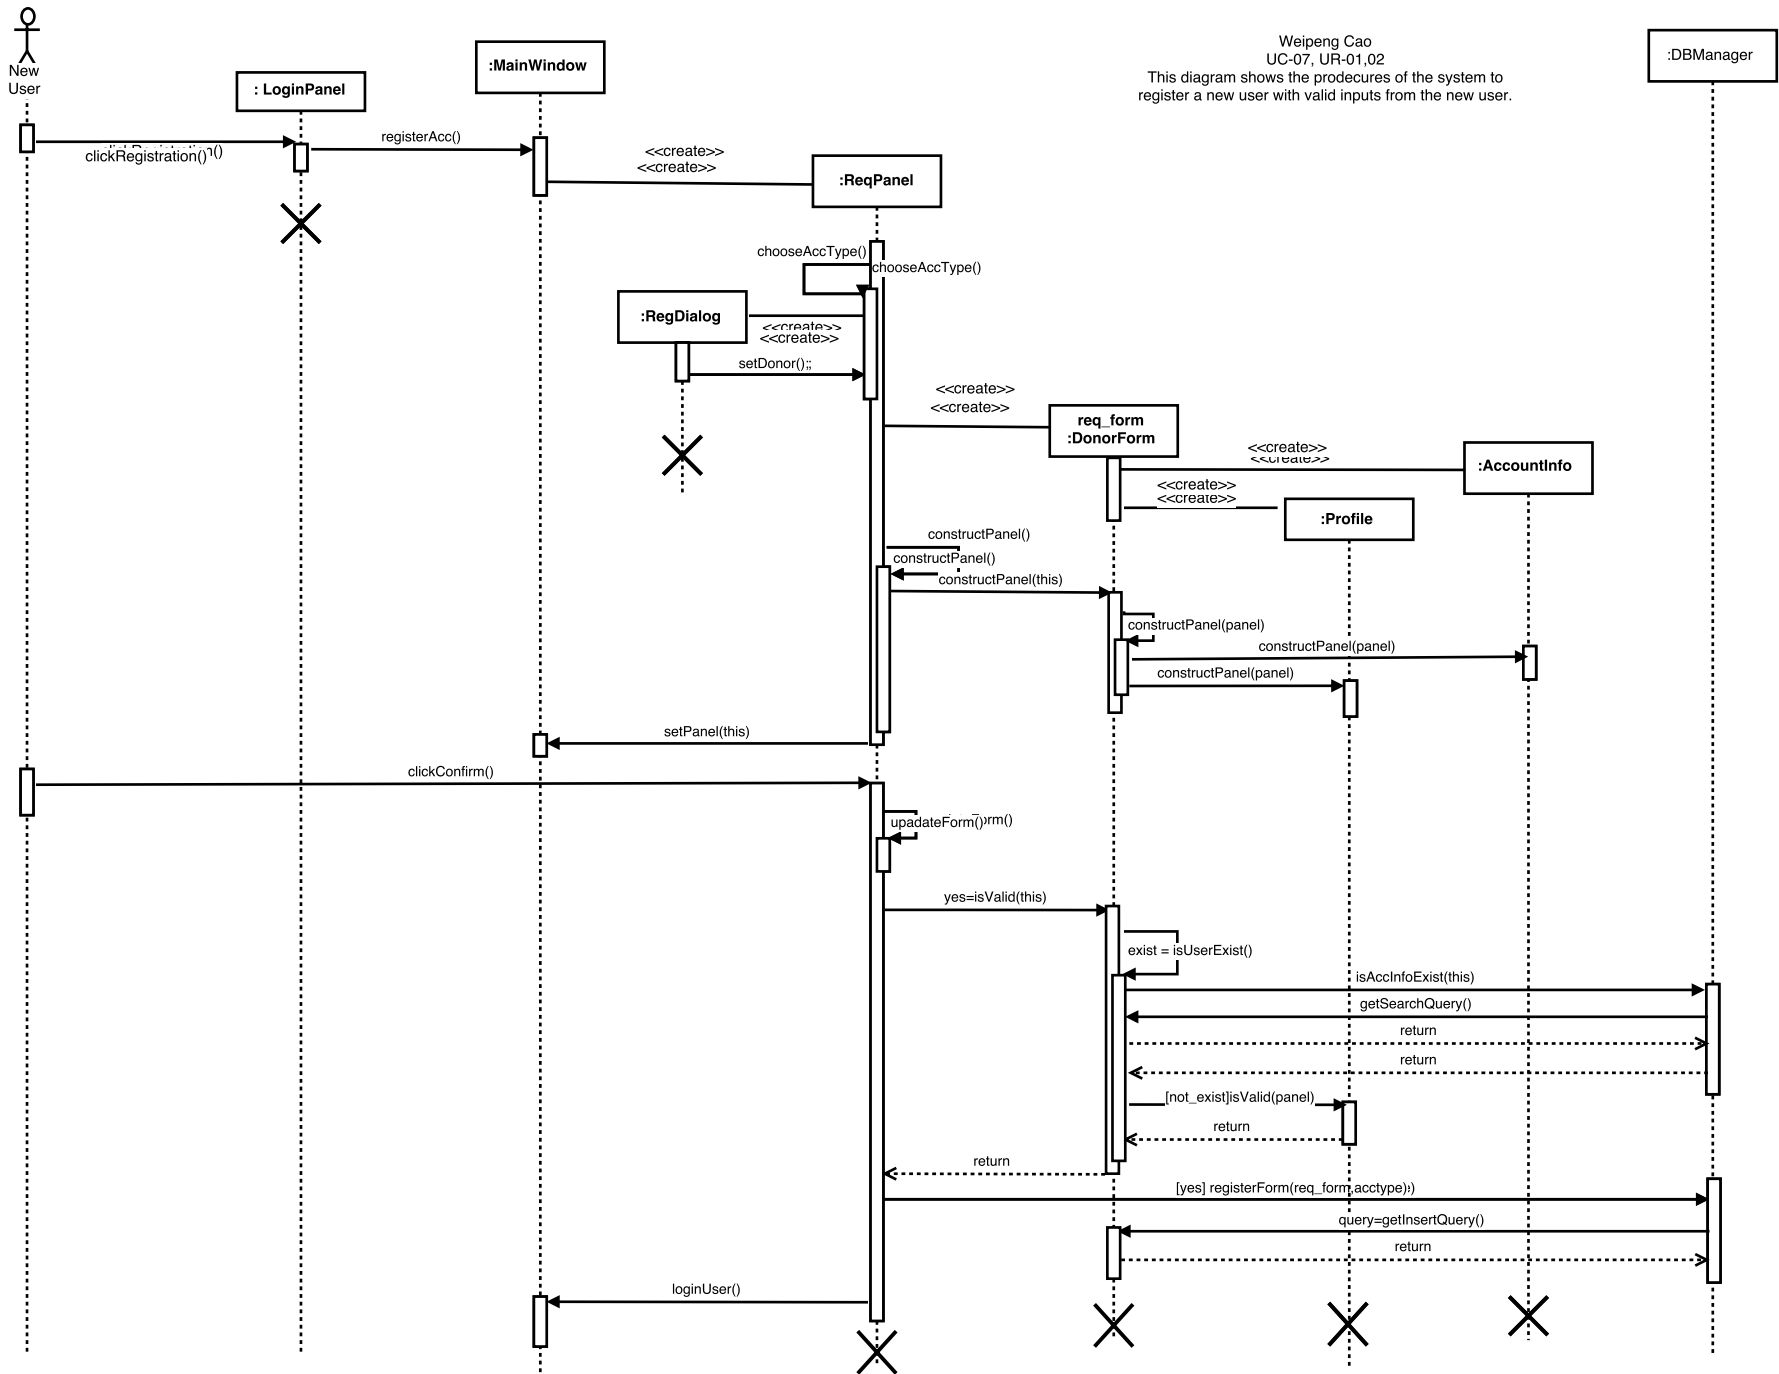 Weipeng Cao
UC-07, UR-01,02
This diagram shows the prodecures of the system to
register a new user with valid inputs from the new user.
New
User
: LoginPanel
:MainWindow
:DBManager
clickRegistration()
clickRegistration()
registerAcc()
<<create>>
<<create>>
:ReqPanel
chooseAccType()
chooseAccType()
:RegDialog
<<create>>
<<create>>
setDonor();;
<<create>>
<<create>>
req_form
:DonorForm
<<create>>
<<create>>
:AccountInfo
<<create>>
<<create>>
:Profile
constructPanel()
constructPanel()
constructPanel(this)
constructPanel(panel)
constructPanel(panel)
constructPanel(panel)
setPanel(this)
clickConfirm()
upadateForm()
yes=isValid(this)
exist = isUserExist()
isAccInfoExist(this)
getSearchQuery()
return
return
[not_exist]isValid(panel)
return
return
[yes] registerForm(req_form,acctype)
query=getInsertQuery()
return
loginUser()